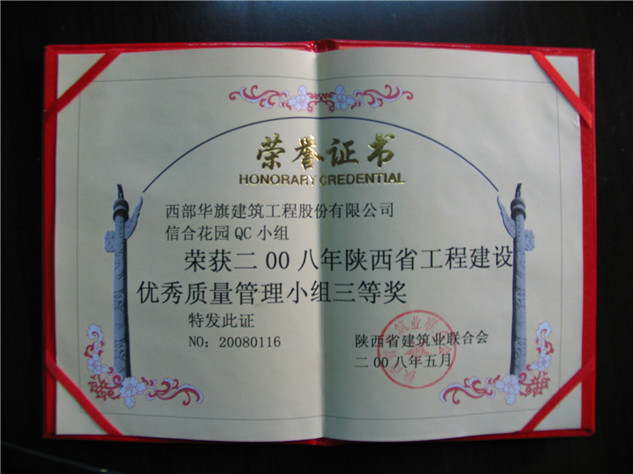 荣誉证书
HONORARY CREDENTIAL
西部华旗建筑工程股份有限公司
信合花园QC小组
荣获二00八年陕西省工程建设
优秀质量管理小组三等奖
特发此证
NO: 20080116
陕西省建筑业联合会
二00八年五月